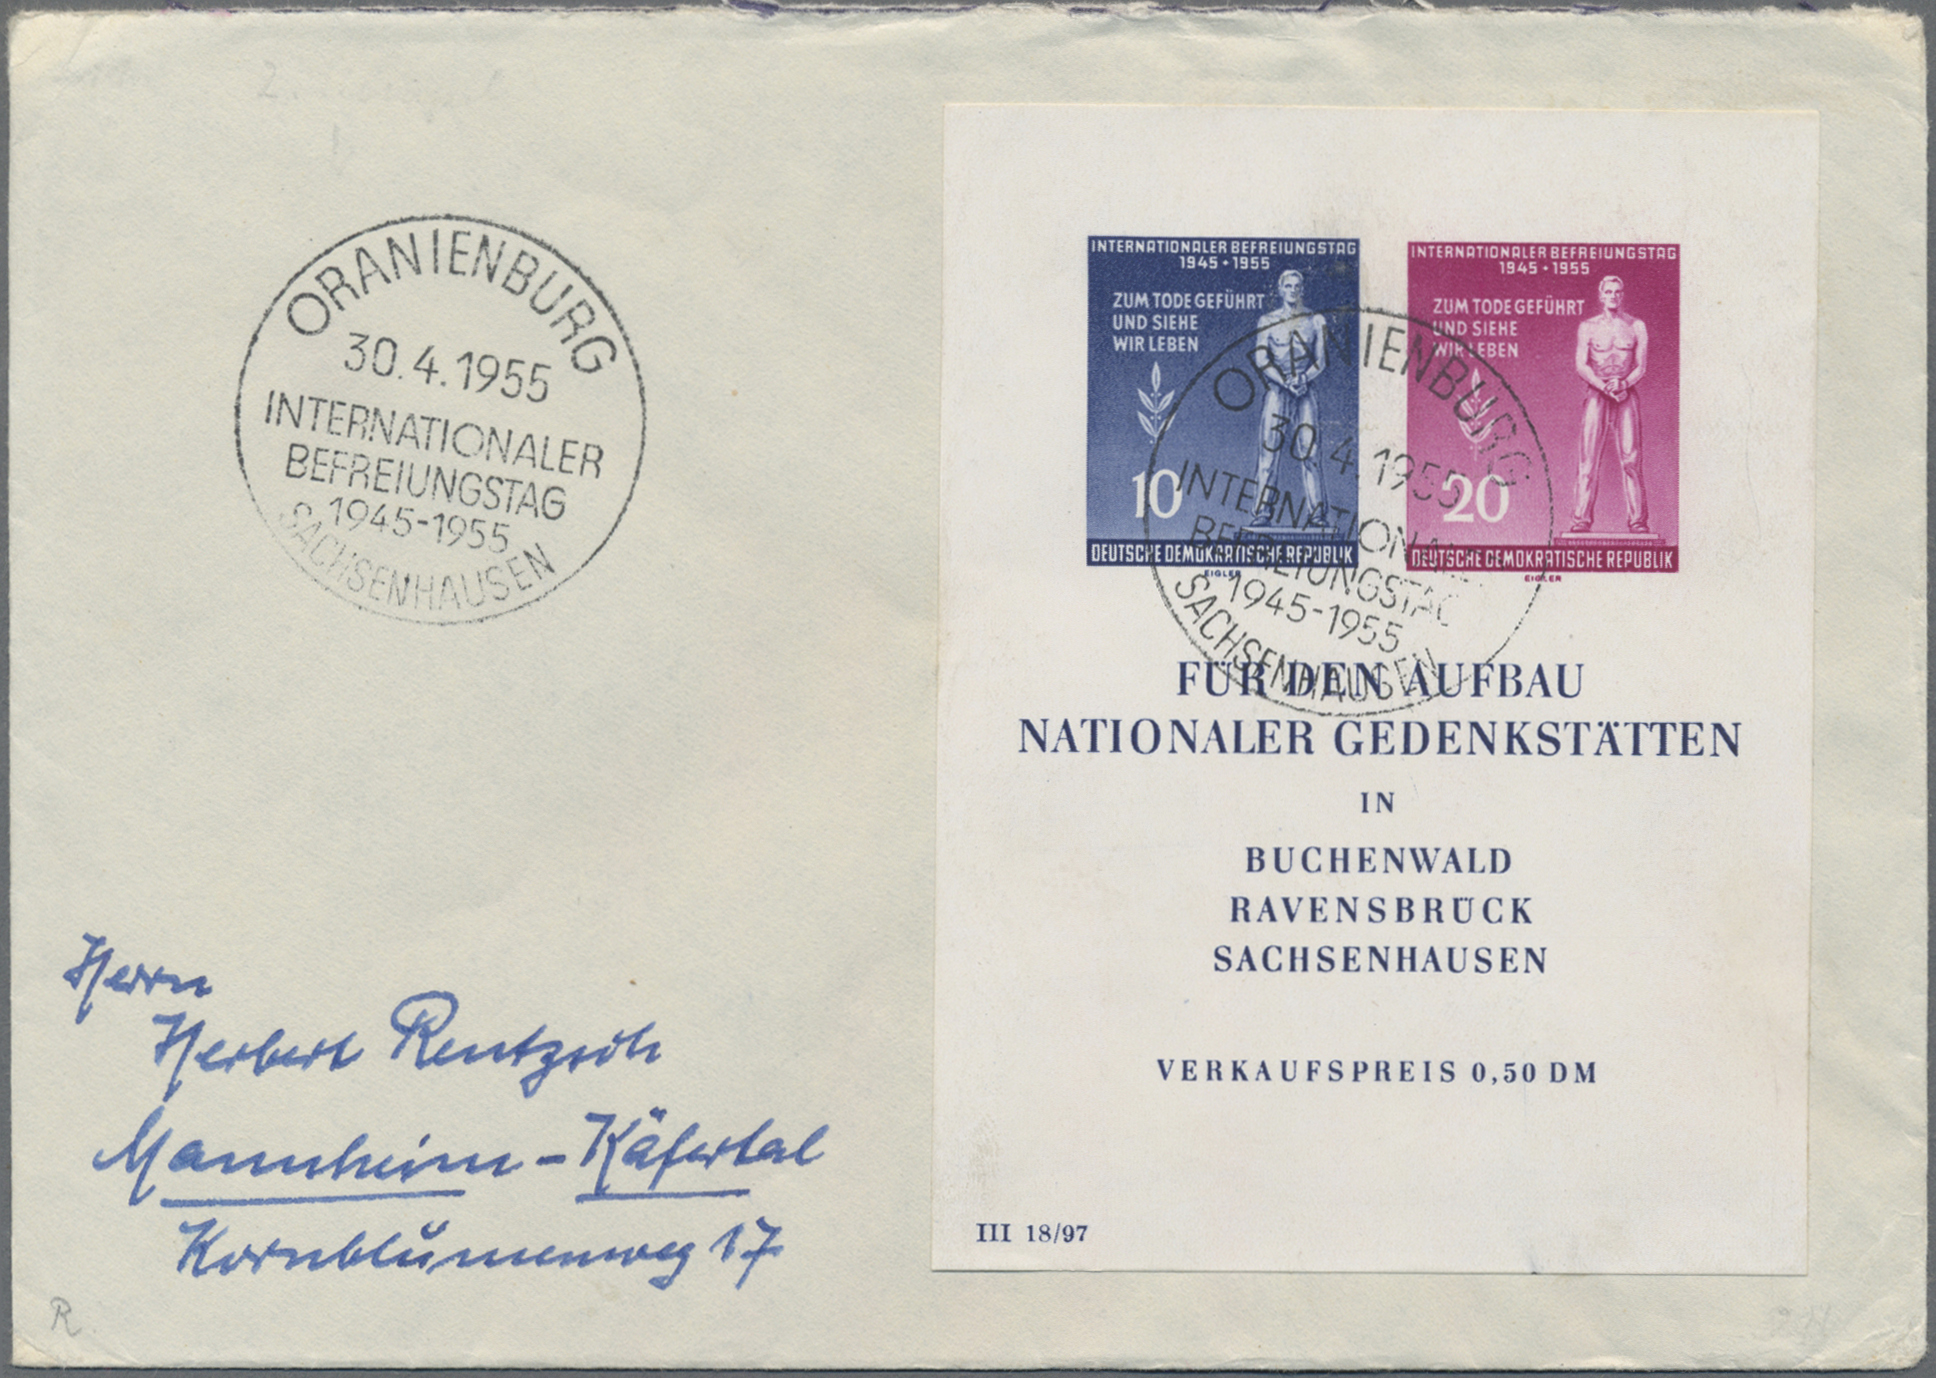 ORANIENBURG
30.4.1955
INTERNATIONALER
BEFREIUNGSTAG
1945-1955
SACHSENHAUSEN
INTERNATIONALER BEFREIUNGSTAG
1945 • 1955
ZUM TODE GEFÜHRT
UND SIEHE
WIR LEBEN
10
DEUTSCHE DEMOKRATISCHE REPUBLIK
EIGLER
INTERNATIONALER BEFREIUNGSTAG
1945 • 1955
ZUM TODE GEFÜHRT
UND SIEHE
WIR LEBEN
20
DEUTSCHE DEMOKRATISCHE REPUBLIK
EIGLER
ORANIENBURG
30.4.1955
INTERNATIONALER
BEFREIUNGSTAG
1945-1955
SACHSENHAUSEN
FÜR DEN AUFBAU
NATIONALER GEDENKSTÄTTEN
IN
BUCHENWALD
RAVENSBRÜCK
SACHSENHAUSEN
VERKAUFSPREIS 0,50 DM
III 18/97
Herrn
Herbert Rentzsch
Mannheim-Käfertal
Kornblumenweg 17
R